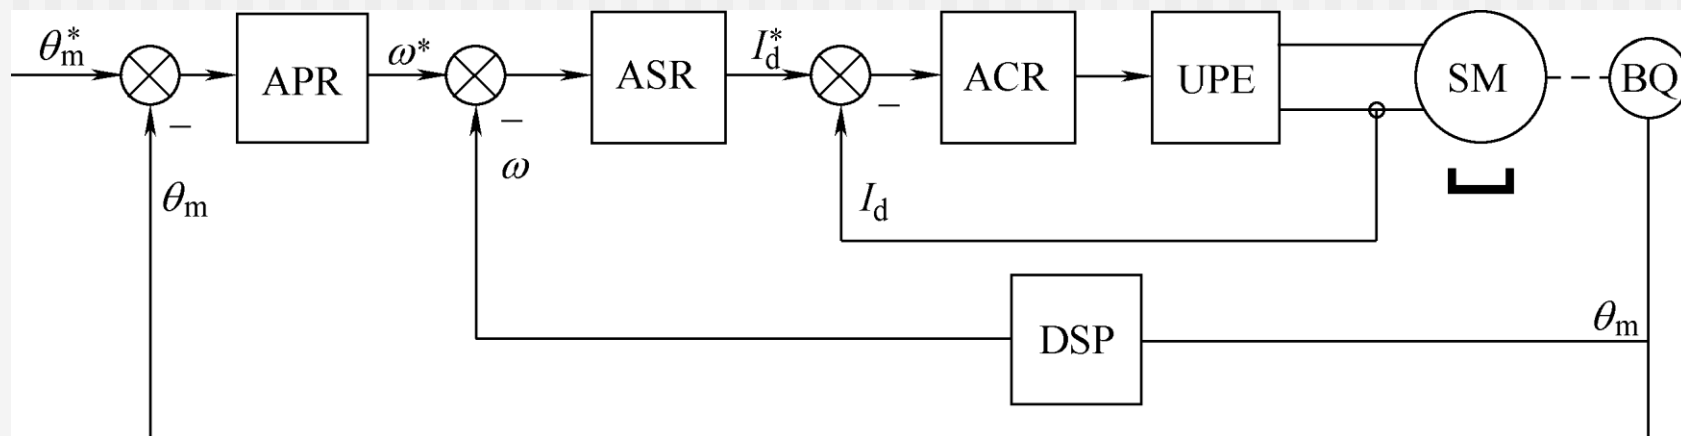 θm*
APR
ω*
ASR
Id*
ACR
UPE
SM
BQ
−
−
−
ω
θm
Id
DSP
θm